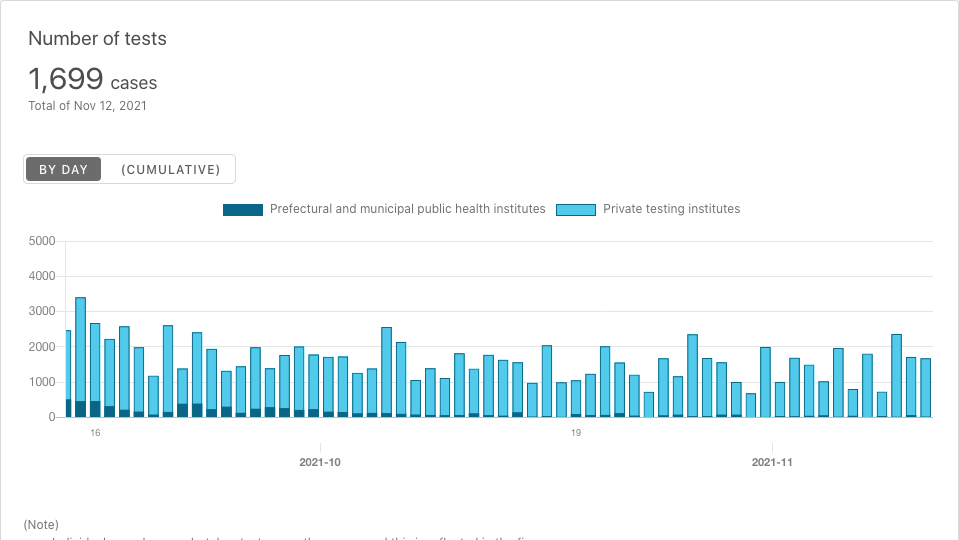 Number of tests
1,699 cases
Total of Nov 12, 2021
BY DAY (CUMULATIVE)
Prefectural and municipal public health institutes Private testing institutes
5000
4000
3000
2000
1000
0
16 19
2021-10 2021-11
(Note)